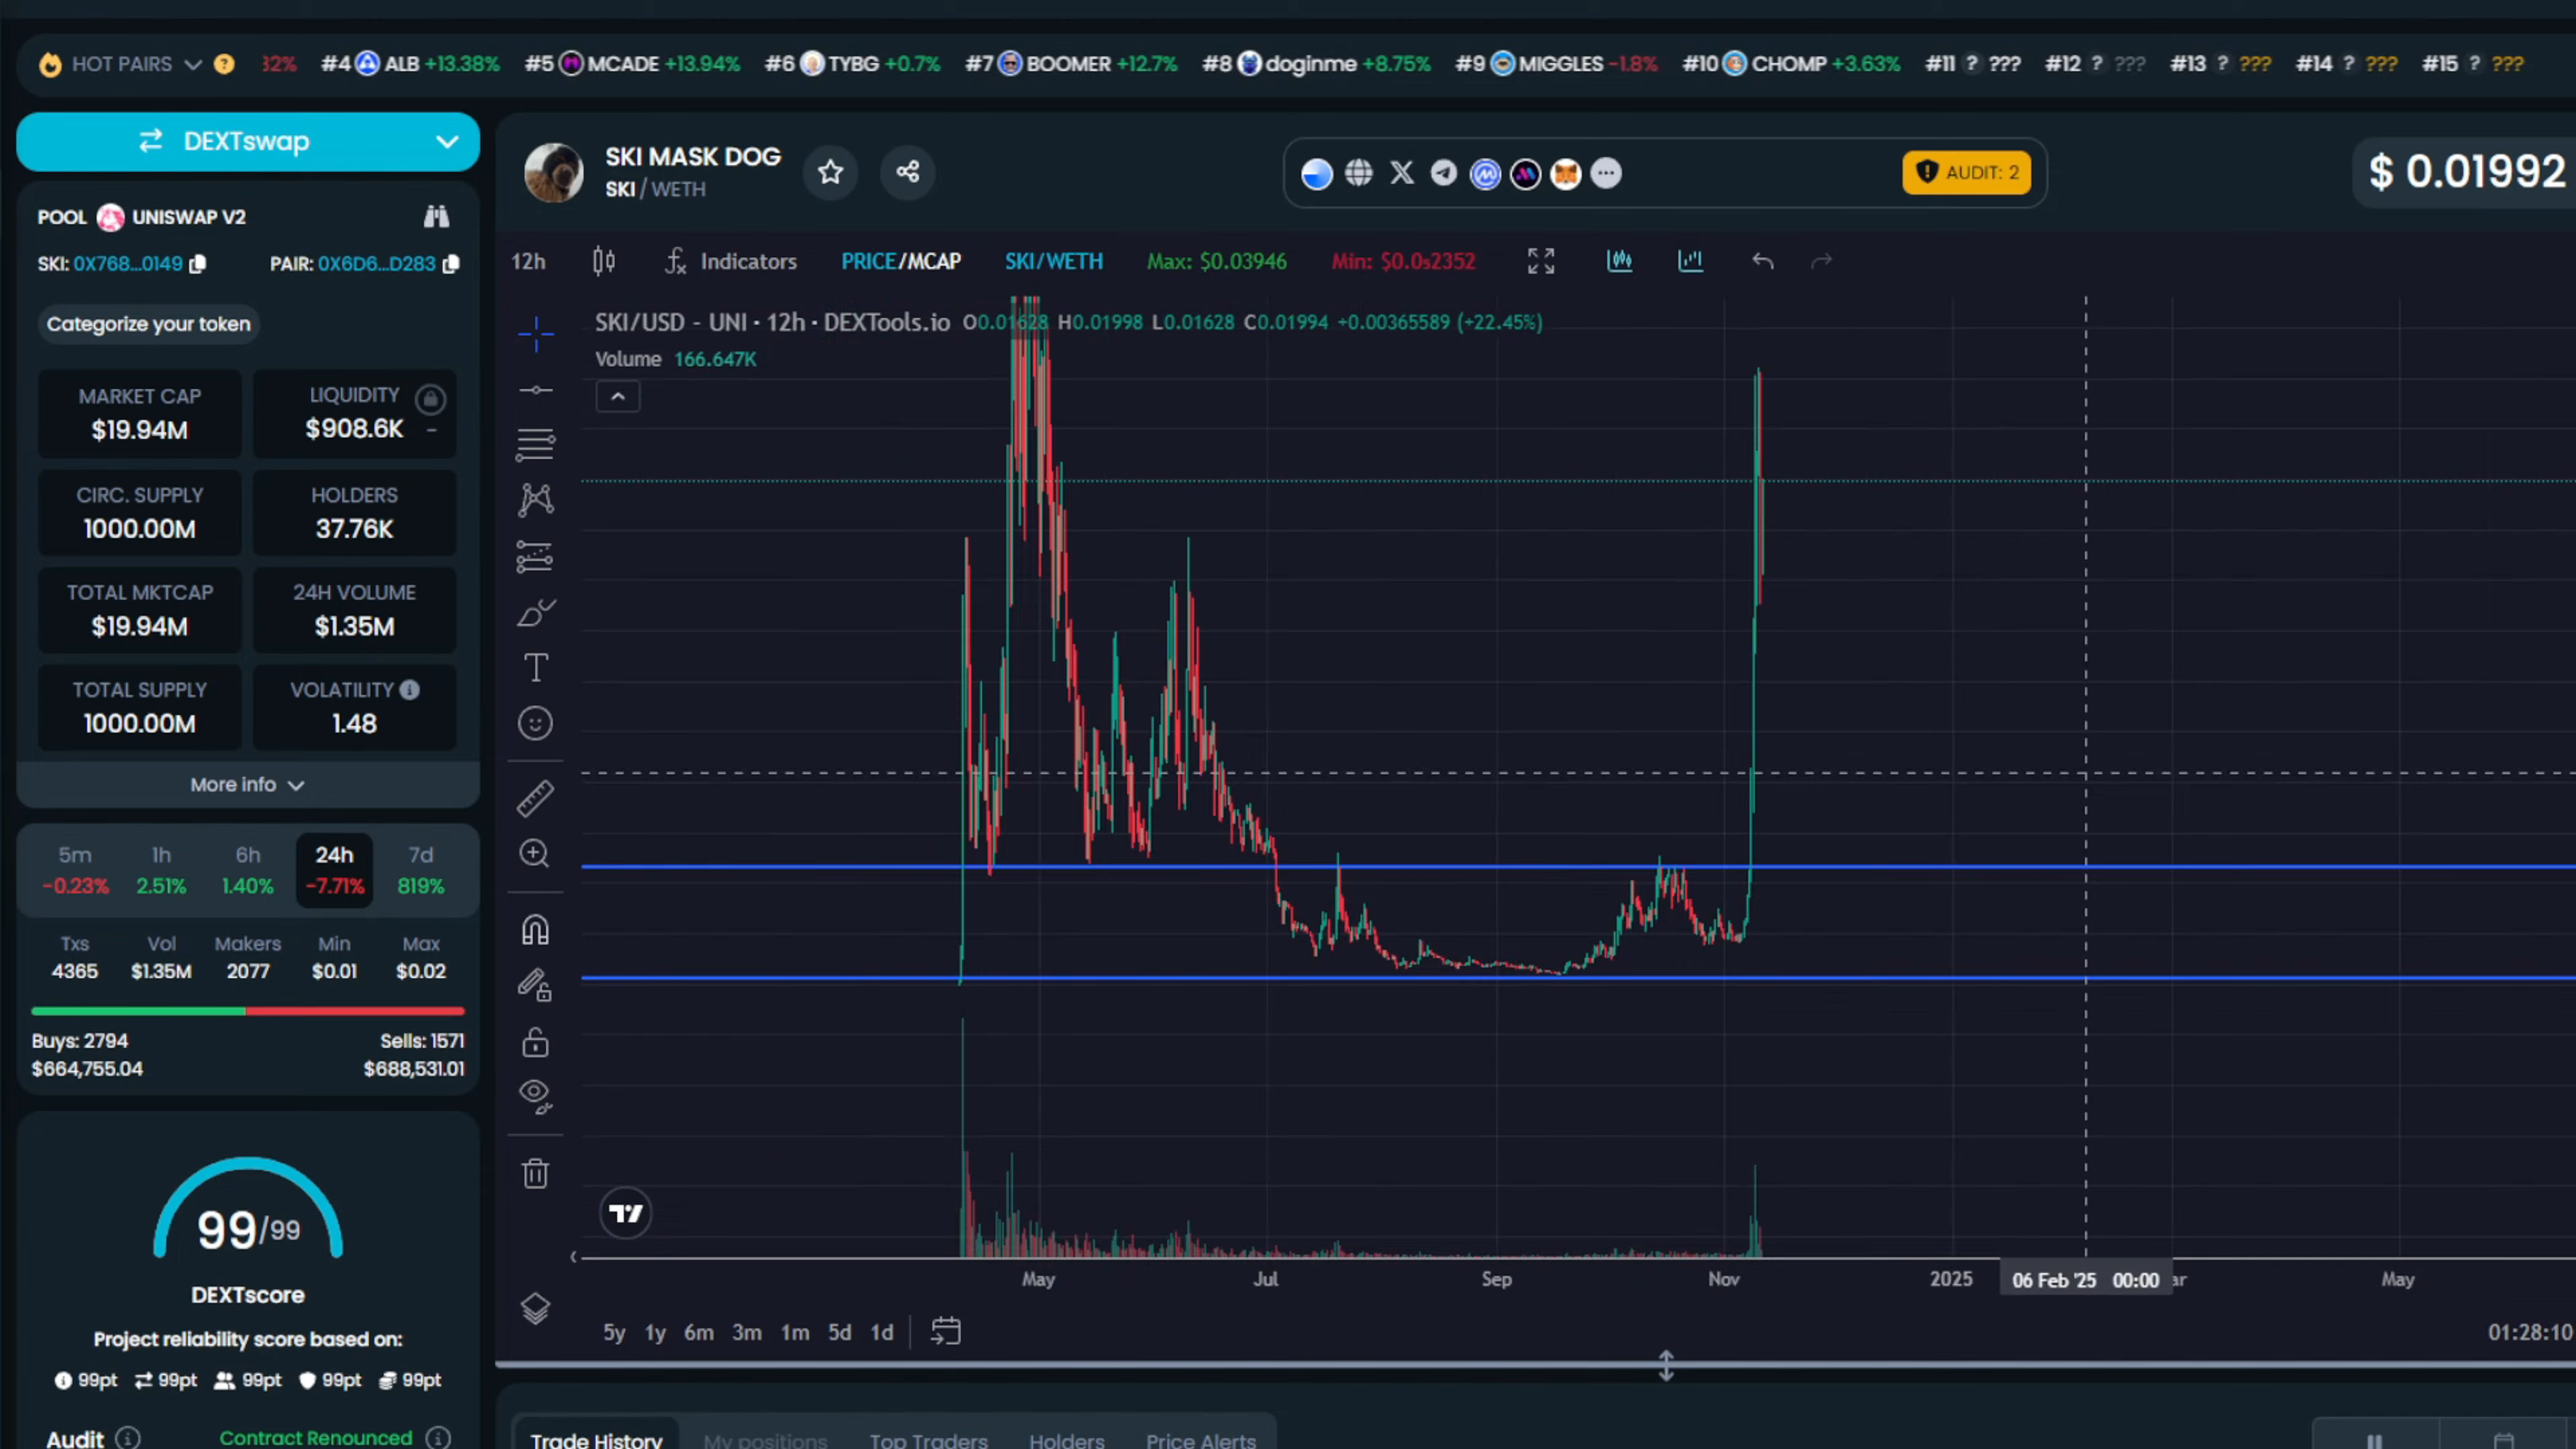 HOT PAIRS ? 32% #4 ALB +13.38% #5 MCADE +13.94% #6 TYBG +0.7% #7 BOOMER +12.7% #8 doginme +8.75% #9 MIGGLES -1.8% #10 CHOMP +3.63% #11 ? ??? #12 ? ??? #13 ? ??? #14 ? ??? #15 ? ???
DEXTswap
POOL UNISWAP V2
SKI: 0X768...0149 PAIR: 0X6D6...D283
Categorize your token
MARKET CAP
$19.94M
LIQUIDITY
$908.6K -
CIRC. SUPPLY
1000.00M
HOLDERS
37.76K
TOTAL MKTCAP
$19.94M
24H VOLUME
$1.35M
TOTAL SUPPLY
1000.00M
VOLATILITY
1.48
More info
5m 1h 6h 24h 7d
-0.23% 2.51% 1.40% -7.71% 819%
Txs Vol Makers Min Max
4365 $1.35M 2077 $0.01 $0.02
Buys: 2794 Sells: 1571
$664,755.04 $688,531.01
99/99
DEXTscore
Project reliability score based on:
99pt 99pt 99pt 99pt 99pt
Audit Contract Renounced
SKI MASK DOG
SKI / WETH
AUDIT: 2
$ 0.01992
12h Indicators PRICE/MCAP SKI/WETH Max: $0.03946 Min: $0.0₅2352
SKI/USD - UNI · 12h · DEXTools.io O0.01628 H0.01998 L0.01628 C0.01994 +0.00365589 (+22.45%)
Volume 166.647K
May Jul Sep Nov 2025 06 Feb '25 00:00 ar May
5y 1y 6m 3m 1m 5d 1d 01:28:10
Trade History My positions Top Traders Holders Price Alerts